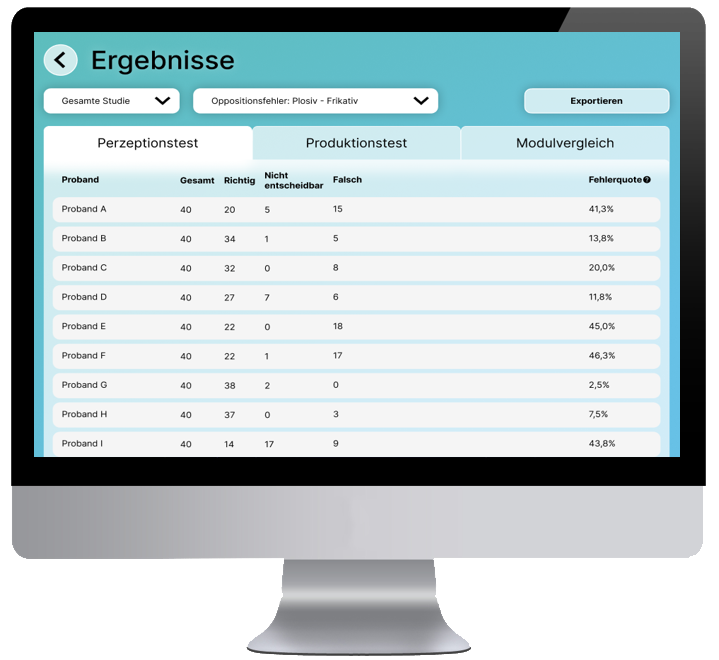 Ergebnisse
Gesamte Studie Oppositionsfehler: Plosiv - Frikativ Exportieren
Perzeptionstest Produktionstest Modulvergleich
Proband Gesamt Richtig Nicht entscheidbar Falsch Fehlerquote
Proband A 40 20 5 15 41,3%
Proband B 40 34 1 5 13,8%
Proband C 40 32 0 8 20,0%
Proband D 40 27 7 6 11,8%
Proband E 40 22 0 18 45,0%
Proband F 40 22 1 17 46,3%
Proband G 40 38 2 0 2,5%
Proband H 40 37 0 3 7,5%
Proband I 40 14 17 9 43,8%